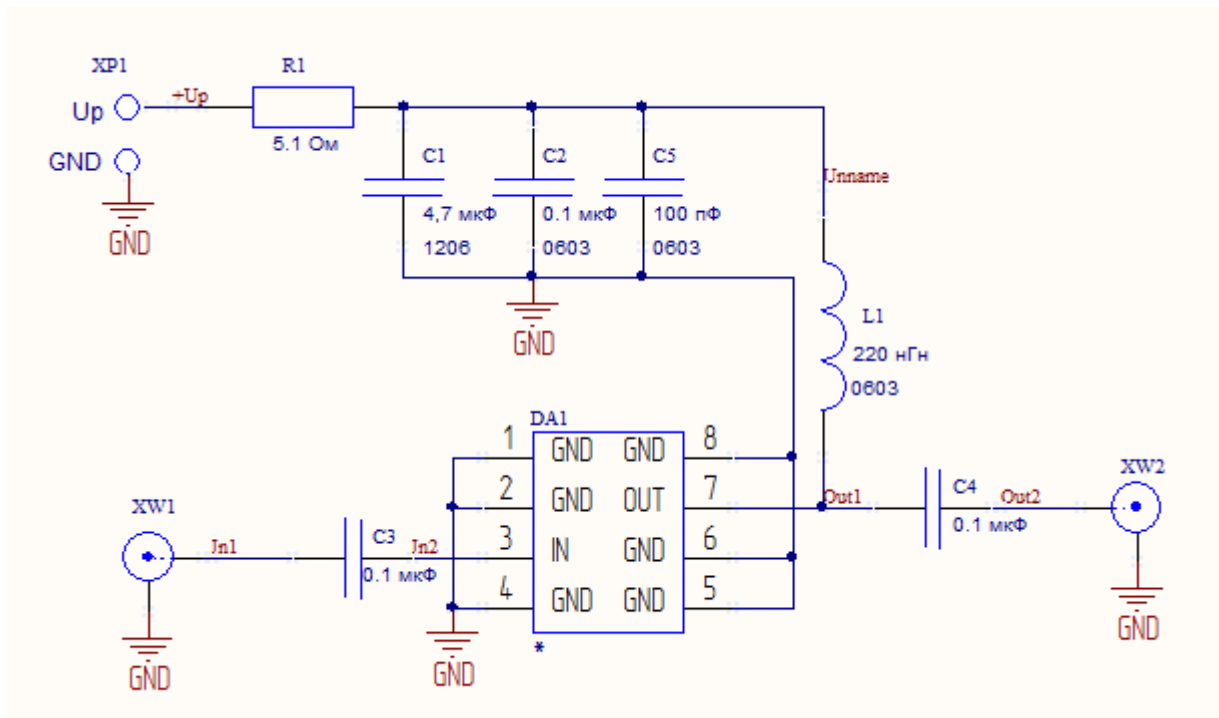 XP1
R1
+Up
Up
5.1 Ом
GND
C1
C2
C5
Unname
4,7 мкФ
0.1 мкФ
100 пФ
GND
1206
0603
0603
L1
GND
220 нГн
0603
DA1
1
GND
GND
8
XW2
2
GND
OUT
7
Out1
C4
Out2
XW1
0.1 мкФ
Jn1
C3
Jn2
3
IN
GND
6
0.1 мкФ
4
GND
GND
5
GND
*
GND
GND